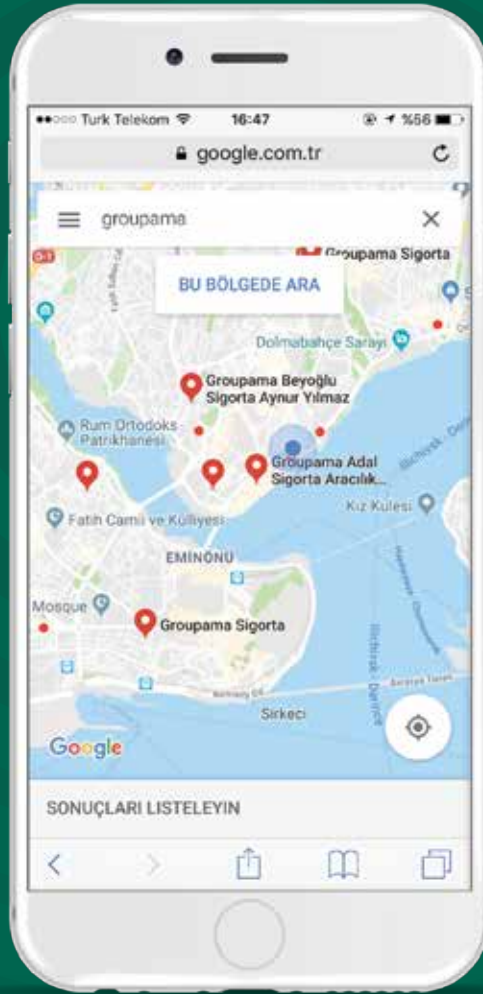 Turk Telekom 16:47 %56
google.com.tr
groupama
Groupama Sigorta
BU BÖLGEDE ARA
Dolmabahçe Sarayı
Groupama Beyoğlu
Sigorta Aynur Yılmaz
Rum Ortodoks
Patrikhanesi
Groupama Adal
Sigorta Aracılık...
Kız Kulesi
Fatih Camii ve Külliyesi
EMİNÖNÜ
Mosque
Groupama Sigorta
Sirkeci
Google
SONUÇLARI LİSTELEYİN